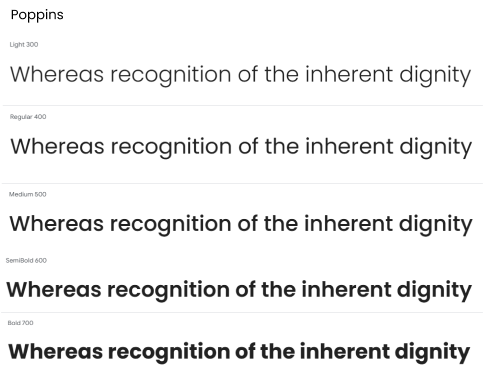 Poppins
Light 300
Whereas recognition of the inherent dignity
Regular 400
Whereas recognition of the inherent dignity
Medium 500
Whereas recognition of the inherent dignity
SemiBold 600
Whereas recognition of the inherent dignity
Bold 700
Whereas recognition of the inherent dignity